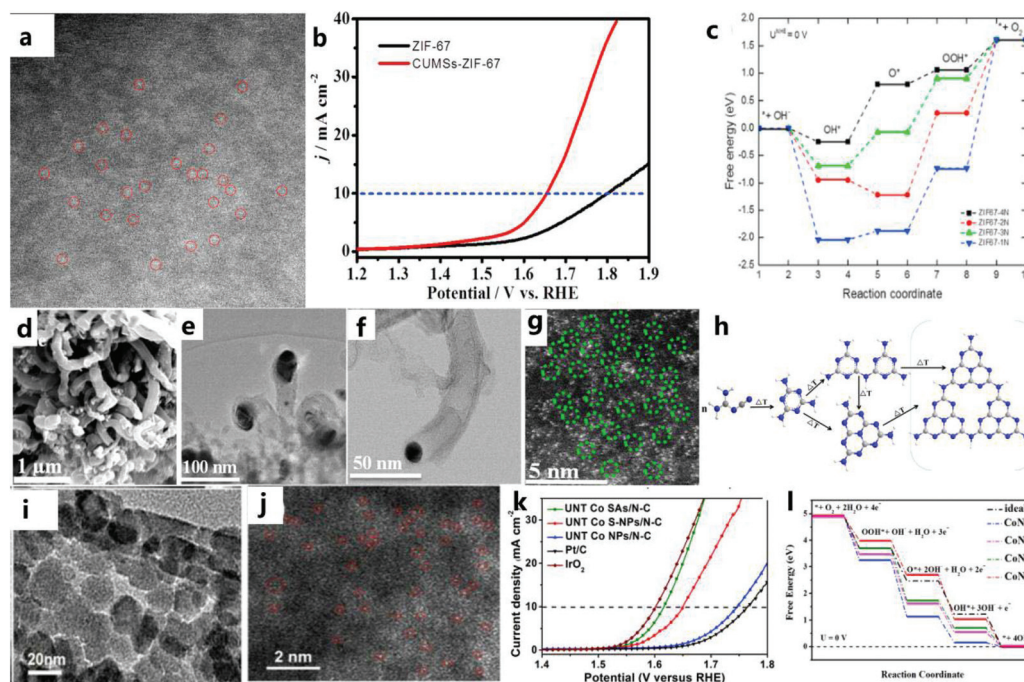 a
b
ZIF-67
CUMSs-ZIF-67
j / mA cm⁻²
40
30
20
10
0
1.2 1.3 1.4 1.5 1.6 1.7 1.8 1.9
Potential / V vs. RHE
c
= 0 V
*+ O₂
*+ OH⁻
OH*
O*
OOH*
Free energy (eV)
2.0
1.5
1.0
0.5
0.0
-0.5
-1.0
-1.5
-2.0
-2.5
ZIF67-4N
ZIF67-2N
ZIF67-3N
ZIF67-1N
1 2 3 4 5 6 7 8 9 10
Reaction coordinate
d
1 μm
e
100 nm
f
50 nm
g
5 nm
h
n
△T
△T
△T
△T
△T
△T
i
20nm
j
2 nm
k
UNT Co SAs/N-C
UNT Co S-NPs/N-C
UNT Co NPs/N-C
Pt/C
IrO₂
Current density (mA cm⁻²
30
20
10
0
1.4 1.5 1.6 1.7 1.8
Potential (V versus RHE)
l
*+ O₂ + 2H₂O + 4e⁻
OOH*+ OH⁻+ H₂O + 3e⁻
O*+ 2OH⁻+ H₂O + 2e⁻
OH*+ 3OH⁻+ e⁻
*+ 4O
idea
CoN
CoN
CoN
CoN
Free Energy (eV)
5
4
3
2
1
0
U = 0 V
Reaction Coordinate